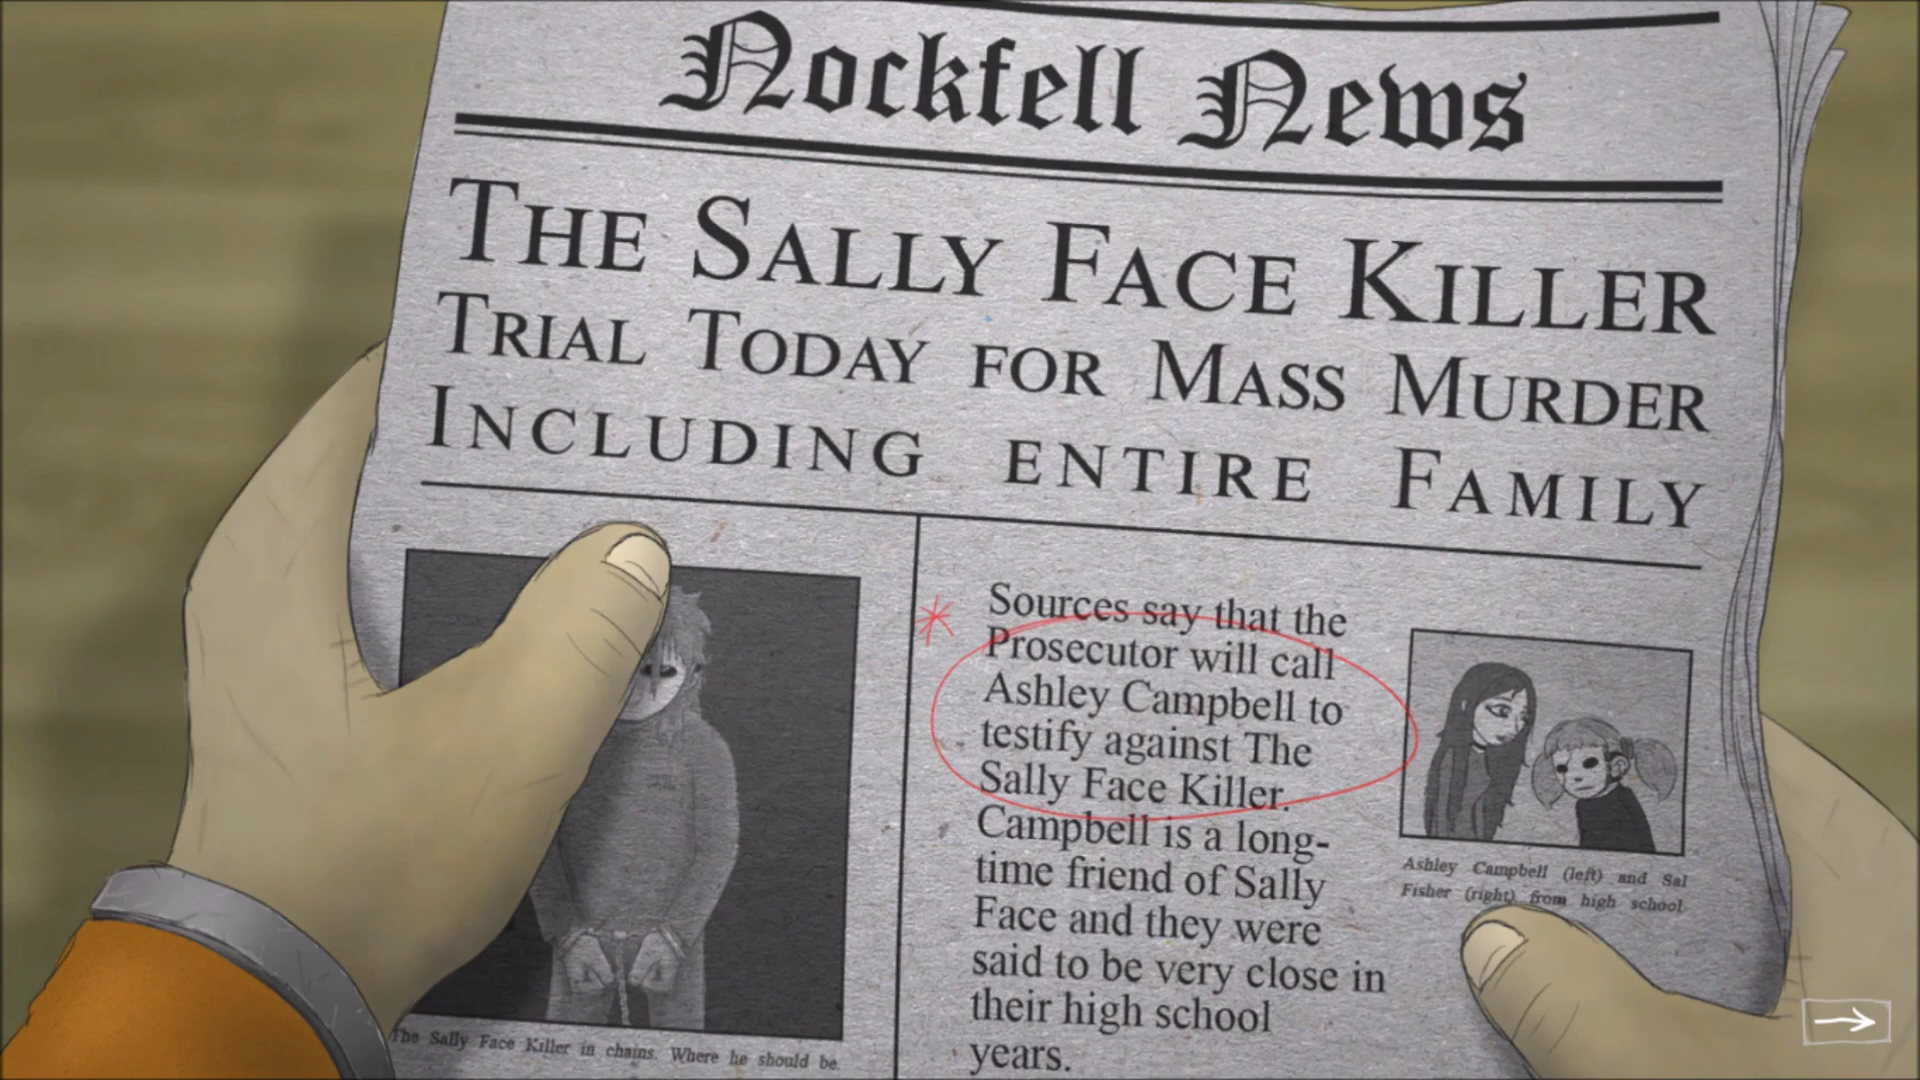 Nockfell News
THE SALLY FACE KILLER
TRIAL TODAY FOR MASS MURDER
INCLUDING ENTIRE FAMILY
Sources say that the
Prosecutor will call
Ashley Campbell to
testify against The
Sally Face Killer.
Campbell is a long-
time friend of Sally
Face and they were
said to be very close in
their high school
years.
Ashley Campbell (left) and Sal
Fisher (right) from high school
The Sally Face Killer in chains. Where he should be.